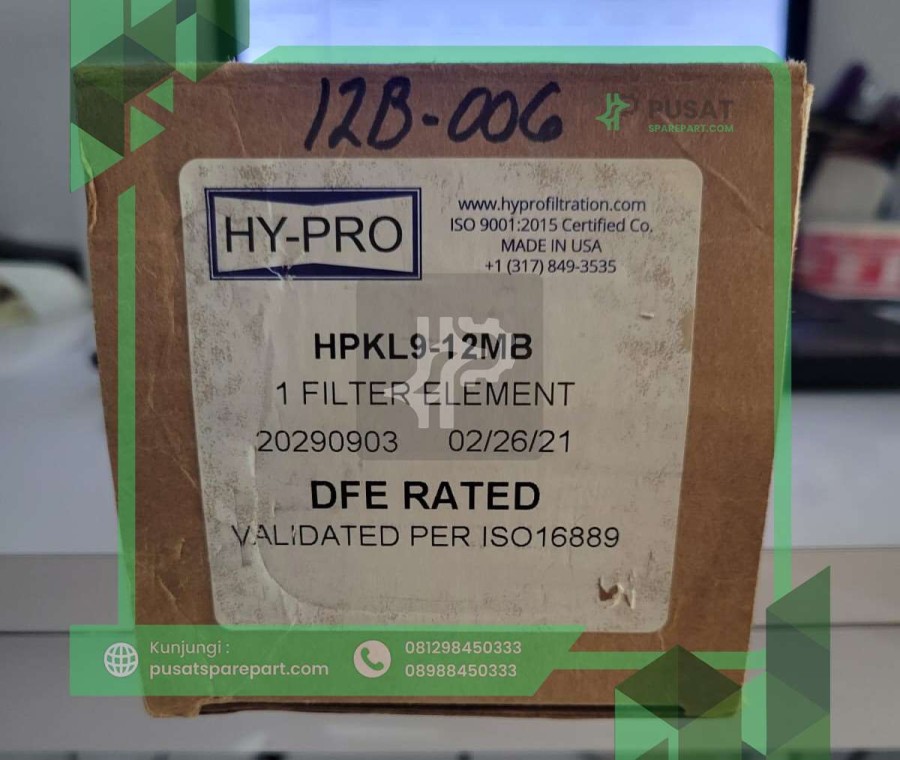 12B-006
PUSAT
SPAREPART.COM
HY-PRO
www.hyprofiltration.com
ISO 9001:2015 Certified Co.
MADE IN USA
+1 (317) 849-3535
HPKL9-12MB
1 FILTER ELEMENT
20290903 02/26/21
DFE RATED
VALIDATED PER ISO16889
Kunjungi :
pusatsparepart.com
081298450333
08988450333